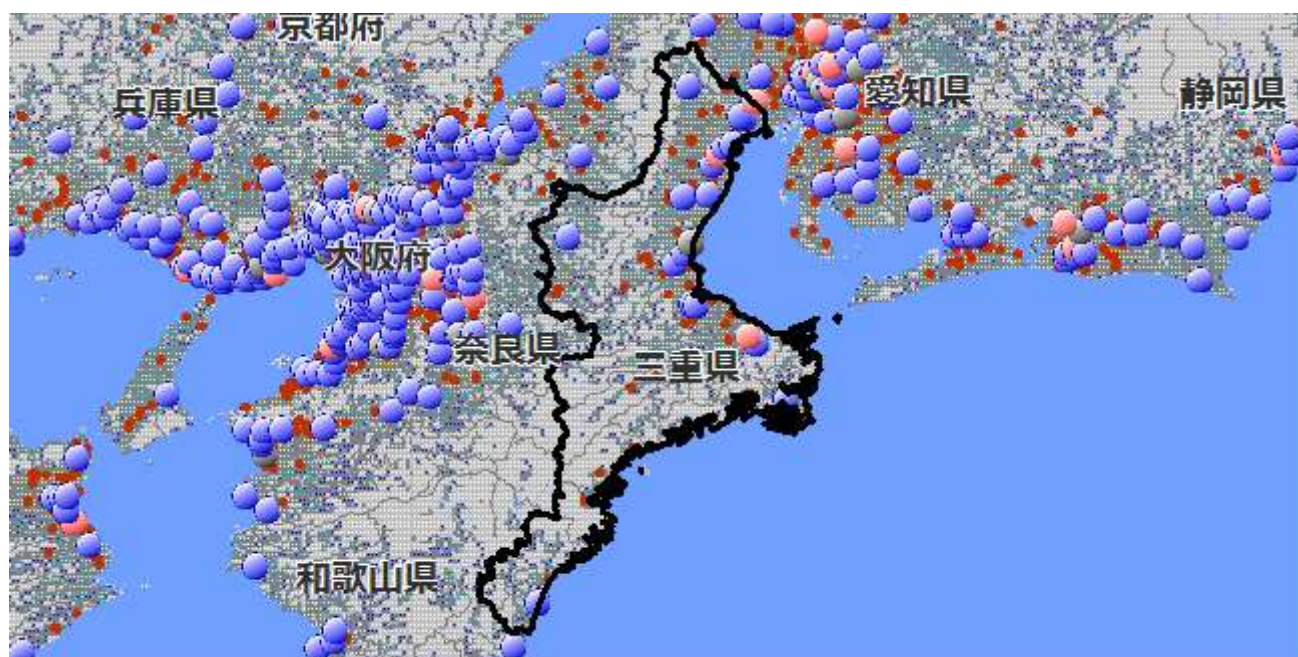 京都府
兵庫県
愛知県
静岡県
大阪府
奈良県
三重県
和歌山県